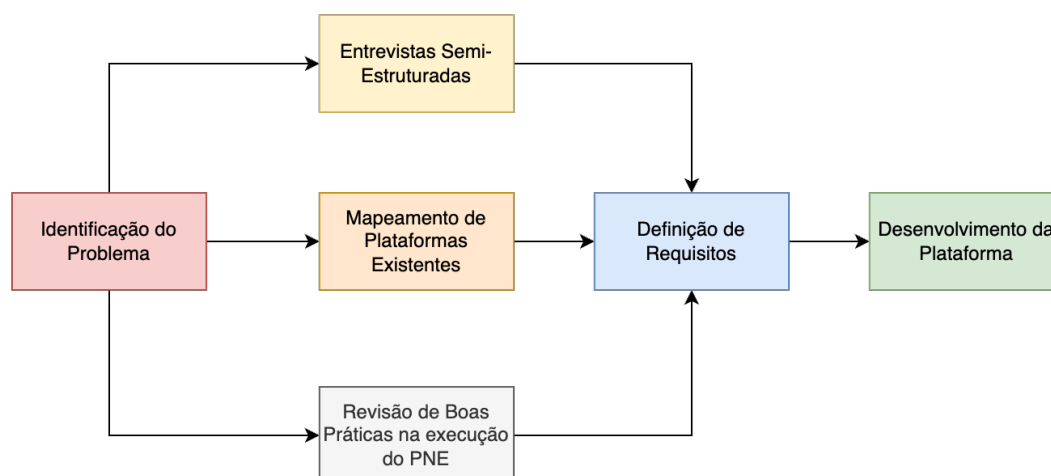 Entrevistas Semi-
Estruturadas
Identificação do
Problema
Mapeamento de
Plataformas
Existentes
Definição de
Requisitos
Desenvolvimento da
Plataforma
Revisão de Boas
Práticas na execução
do PNE